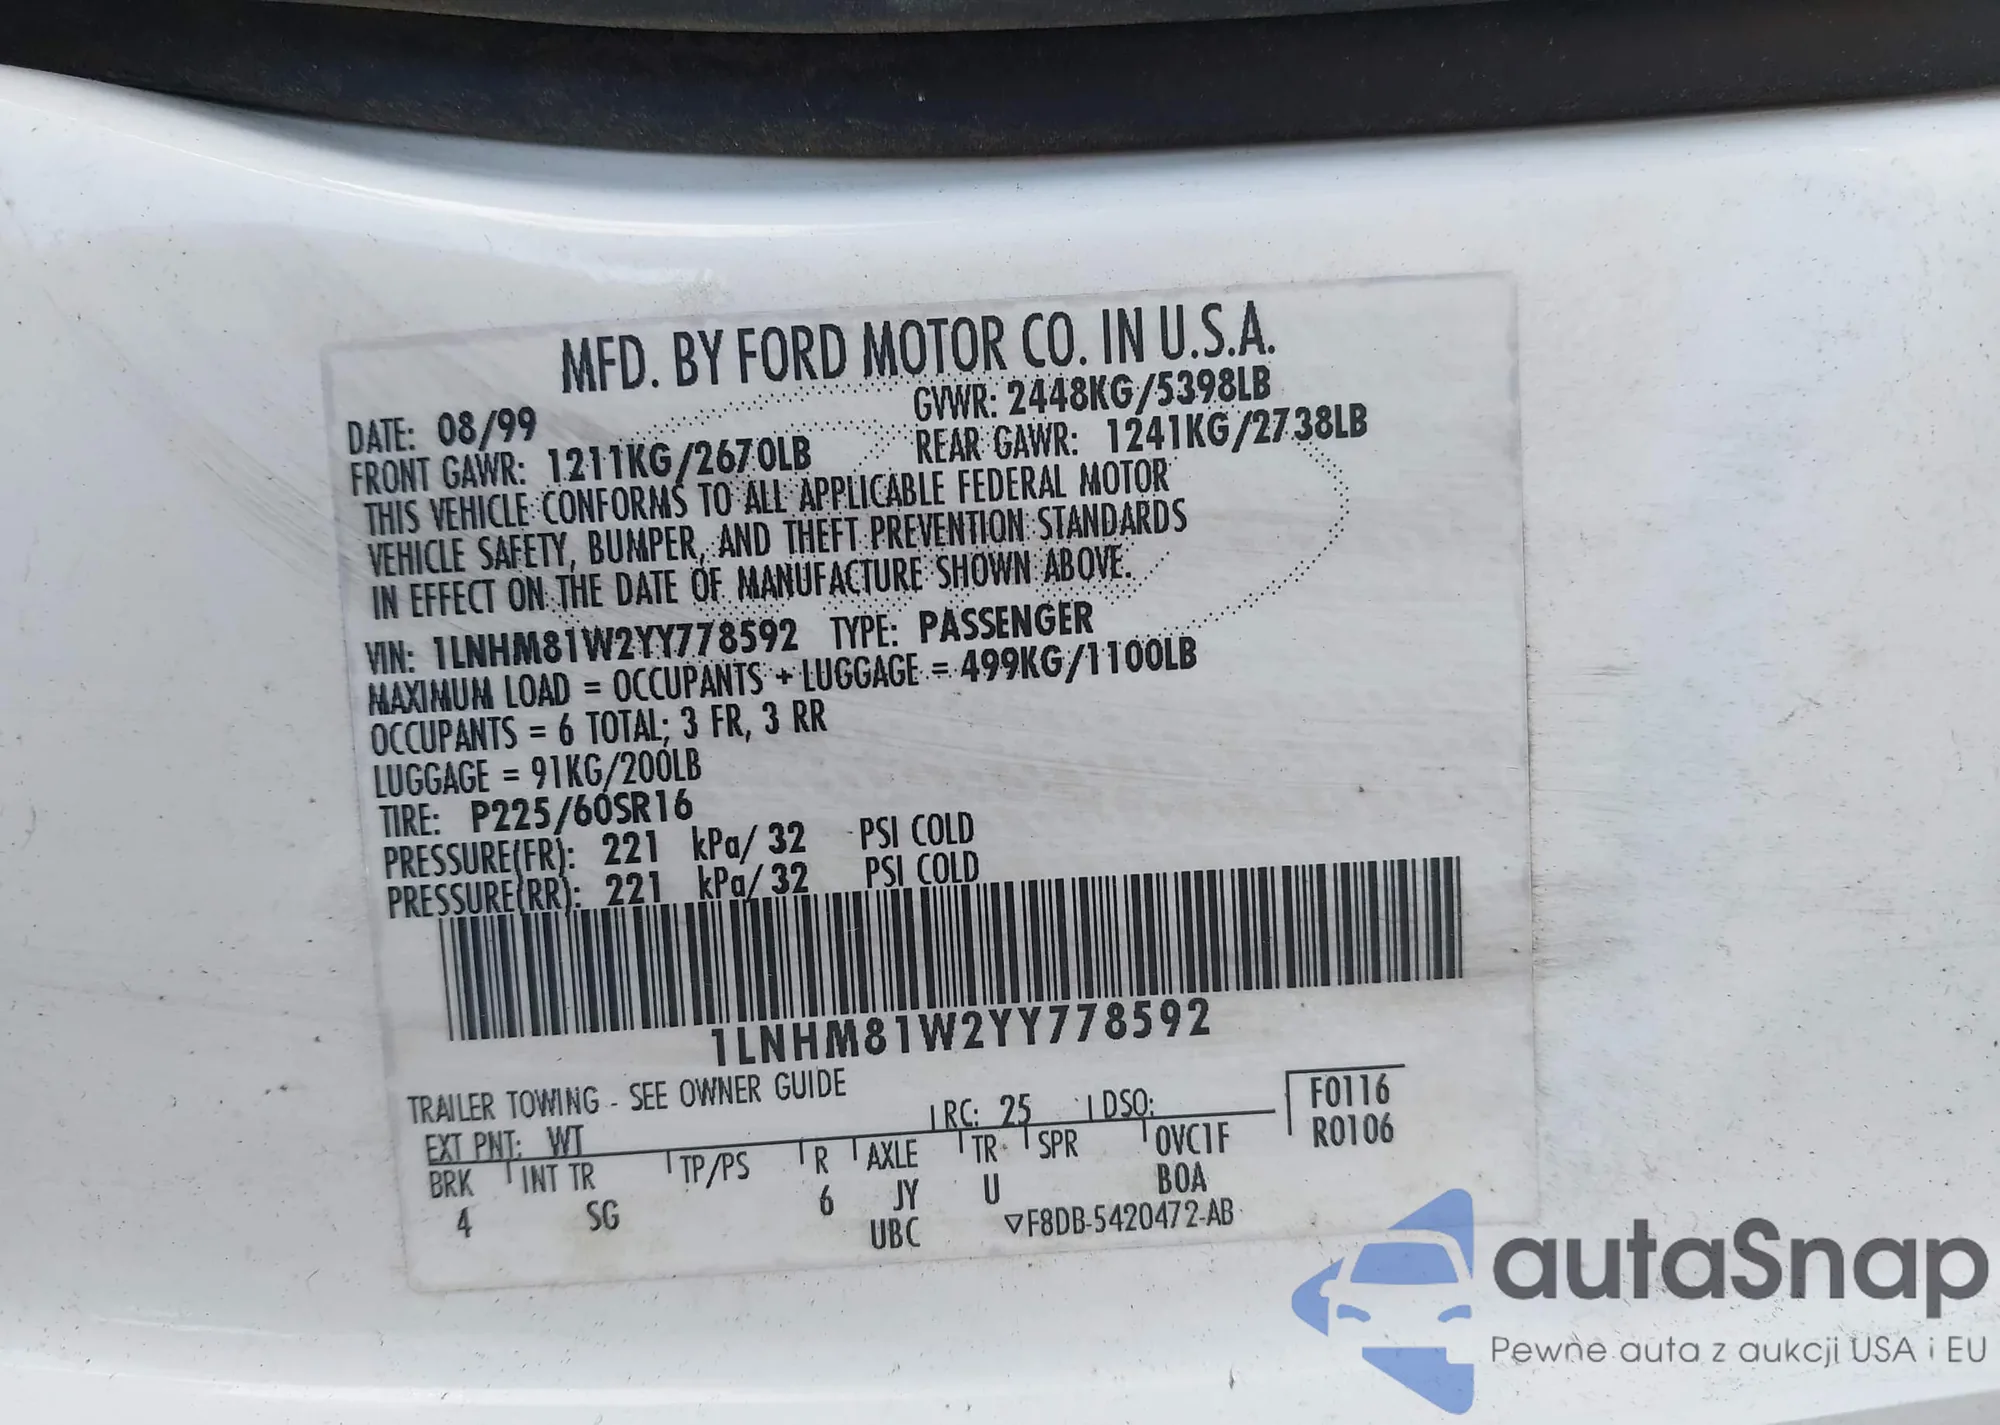 MFD. BY FORD MOTOR CO. IN U.S.A.
DATE: 08/99 GVWR: 2448KG/5398LB
FRONT GAWR: 1211KG/2670LB REAR GAWR: 1241KG/2738LB
THIS VEHICLE CONFORMS TO ALL APPLICABLE FEDERAL MOTOR
VEHICLE SAFETY, BUMPER, AND THEFT PREVENTION STANDARDS
IN EFFECT ON THE DATE OF MANUFACTURE SHOWN ABOVE.
VIN: 1LNHM81W2YY778592 TYPE: PASSENGER
MAXIMUM LOAD = OCCUPANTS + LUGGAGE = 499KG/1100LB
OCCUPANTS = 6 TOTAL; 3 FR, 3 RR
LUGGAGE = 91KG/200LB
TIRE: P225/60SR16
PRESSURE(FR): 221 kPa/ 32 PSI COLD
PRESSURE(RR): 221 kPa/ 32 PSI COLD
1LNHM81W2YY778592
TRAILER TOWING - SEE OWNER GUIDE
EXT PNT: WT RC: 25 DSO: F0116
R0106
BRK INT TR TP/PS R AXLE TR SPR OVC1F
4 SG 6 JY U BOA
UBC ▽F8DB-5420472-AB
autaSnap
Pewne auta z aukcji USA i EU